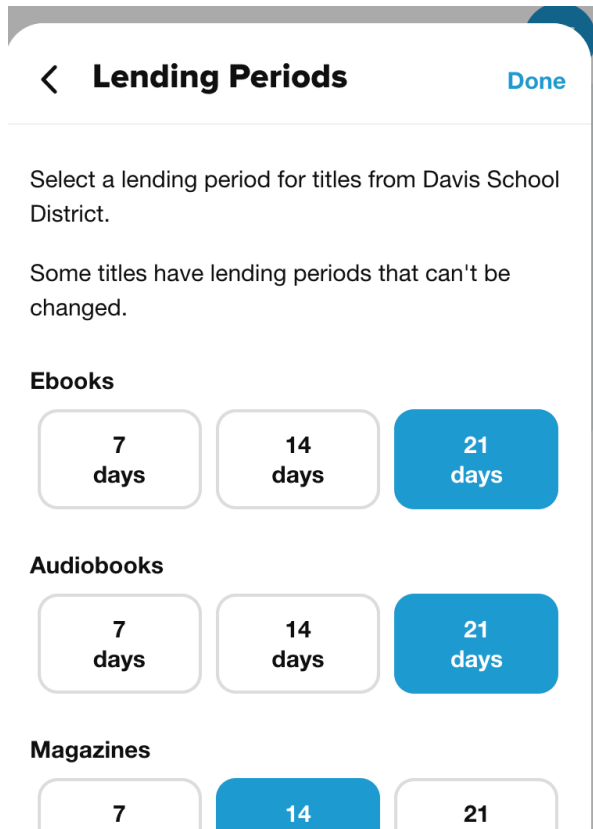 Lending Periods
Done
Select a lending period for titles from Davis School
District.
Some titles have lending periods that can't be
changed.
Ebooks
7 14 21
days days days
Audiobooks
7 14 21
days days days
Magazines
7 14 21